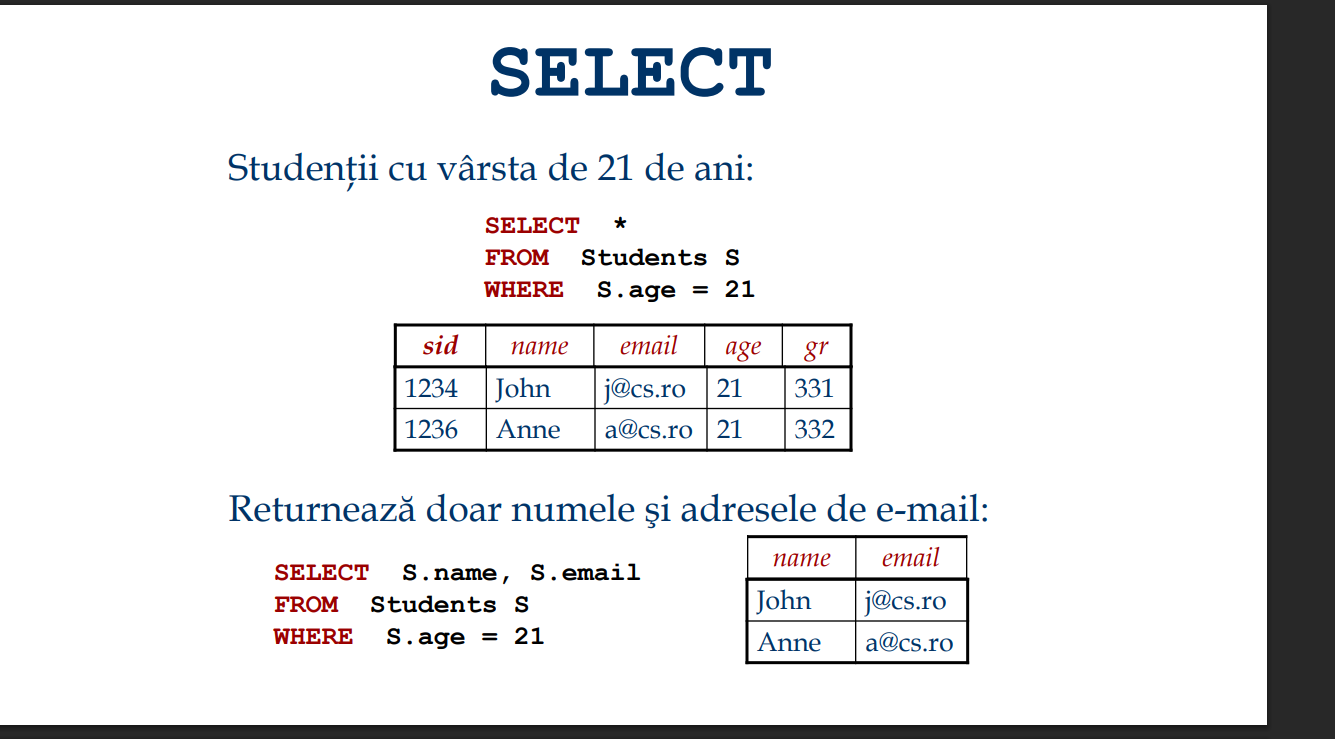 SELECT
Studenții cu vârsta de 21 de ani:
SELECT *
FROM Students S
WHERE S.age = 21
sid name email age gr
1234 John j@cs.ro 21 331
1236 Anne a@cs.ro 21 332
Returnează doar numele şi adresele de e-mail:
SELECT S.name, S.email
FROM Students S
WHERE S.age = 21
name email
John j@cs.ro
Anne a@cs.ro